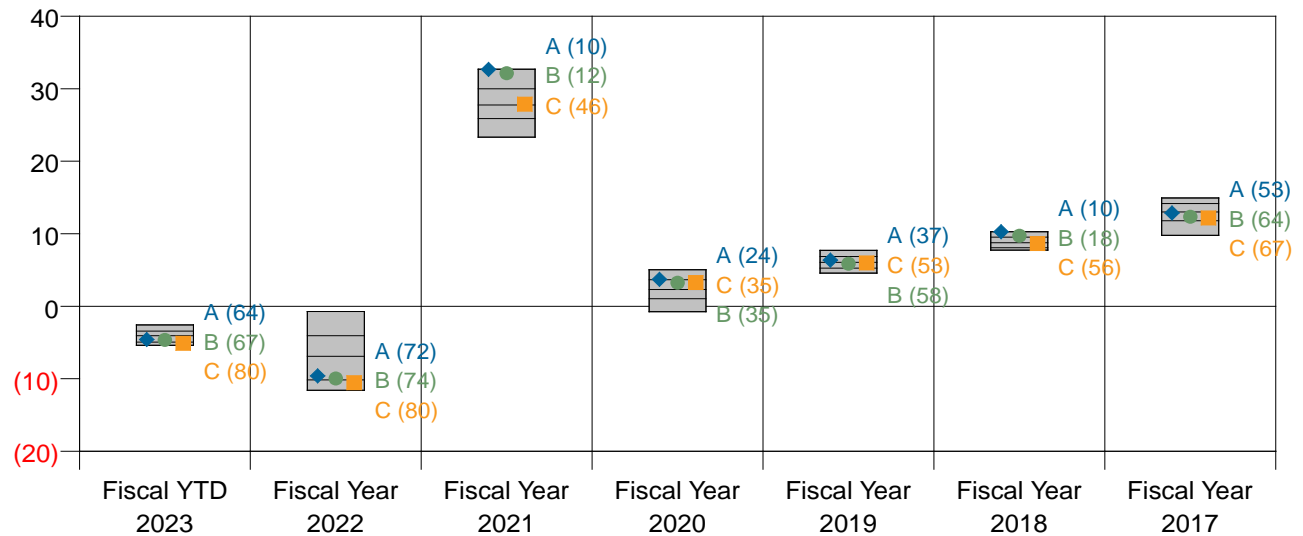 40
30
20
10
0
(10)
(20)
A (64)
B (67)
C (80)
A (72)
B (74)
C (80)
A (10)
B (12)
C (46)
A (24)
C (35)
B (35)
A (37)
C (53)
B (58)
A (10)
B (18)
C (56)
A (53)
B (64)
C (67)
Fiscal YTD
2023
Fiscal Year
2022
Fiscal Year
2021
Fiscal Year
2020
Fiscal Year
2019
Fiscal Year
2018
Fiscal Year
2017